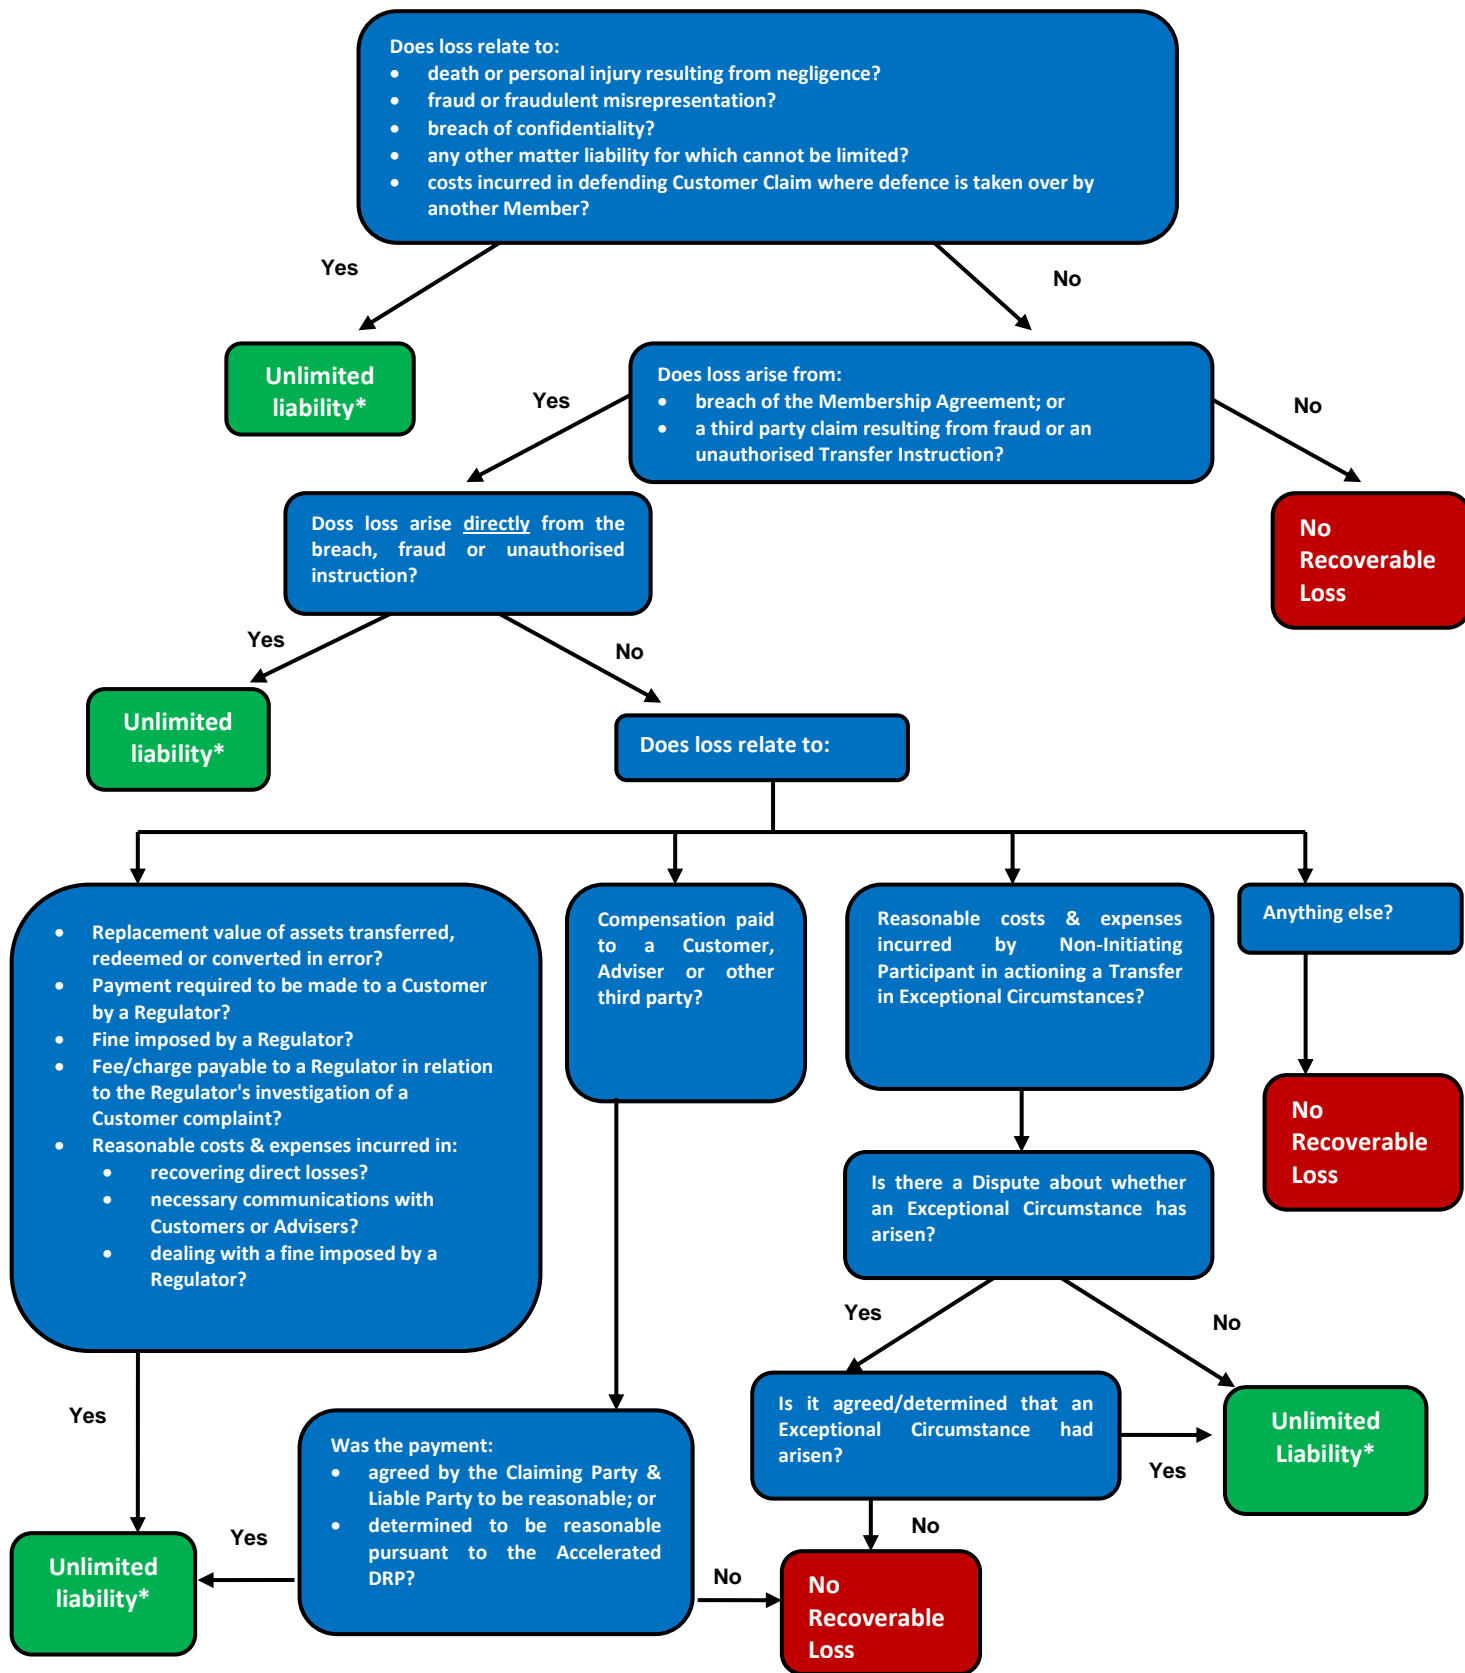 Does loss relate to:
• death or personal injury resulting from negligence?
• fraud or fraudulent misrepresentation?
• breach of confidentiality?
• any other matter liability for which cannot be limited?
• costs incurred in defending Customer Claim where defence is taken over by
another Member?
Yes
No
Unlimited
liability*
Does loss arise from:
• breach of the Membership Agreement; or
• a third party claim resulting from fraud or an
unauthorised Transfer Instruction?
Yes
No
Doss loss arise directly from the
breach, fraud or unauthorised
instruction?
No
Recoverable
Loss
Yes
No
Unlimited
liability*
Does loss relate to:
• Replacement value of assets transferred,
redeemed or converted in error?
• Payment required to be made to a Customer
by a Regulator?
• Fine imposed by a Regulator?
• Fee/charge payable to a Regulator in relation
to the Regulator's investigation of a
Customer complaint?
• Reasonable costs & expenses incurred in:
• recovering direct losses?
• necessary communications with
Customers or Advisers?
• dealing with a fine imposed by a
Regulator?
Compensation paid
to a Customer,
Adviser or other
third party?
Reasonable costs & expenses
incurred by Non-Initiating
Participant in actioning a Transfer
in Exceptional Circumstances?
Anything else?
No
Recoverable
Loss
Is there a Dispute about whether
an Exceptional Circumstance has
arisen?
Yes
No
Is it agreed/determined that an
Exceptional Circumstance had
arisen?
Yes
Unlimited
Liability*
No
Yes
Was the payment:
• agreed by the Claiming Party &
Liable Party to be reasonable; or
• determined to be reasonable
pursuant to the Accelerated
DRP?
Yes
No
Unlimited
liability*
No
Recoverable
Loss